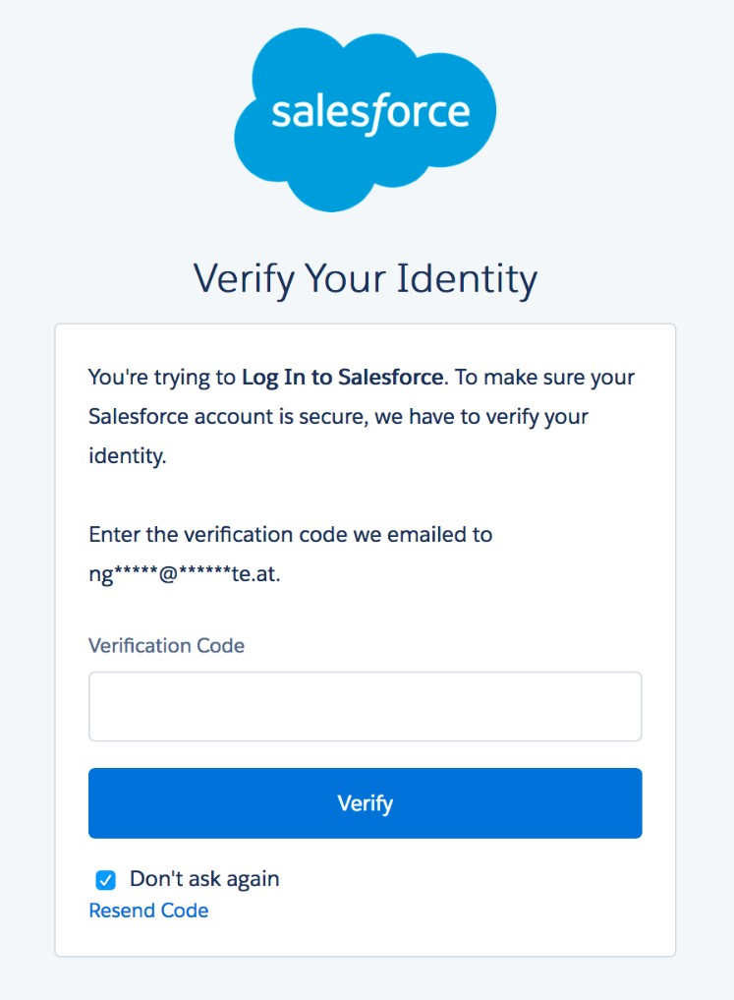 salesforce
Verify Your Identity
You're trying to Log In to Salesforce. To make sure your
Salesforce account is secure, we have to verify your
identity.
Enter the verification code we emailed to
ng*****@******te.at.
Verification Code
Verify
Don't ask again
Resend Code